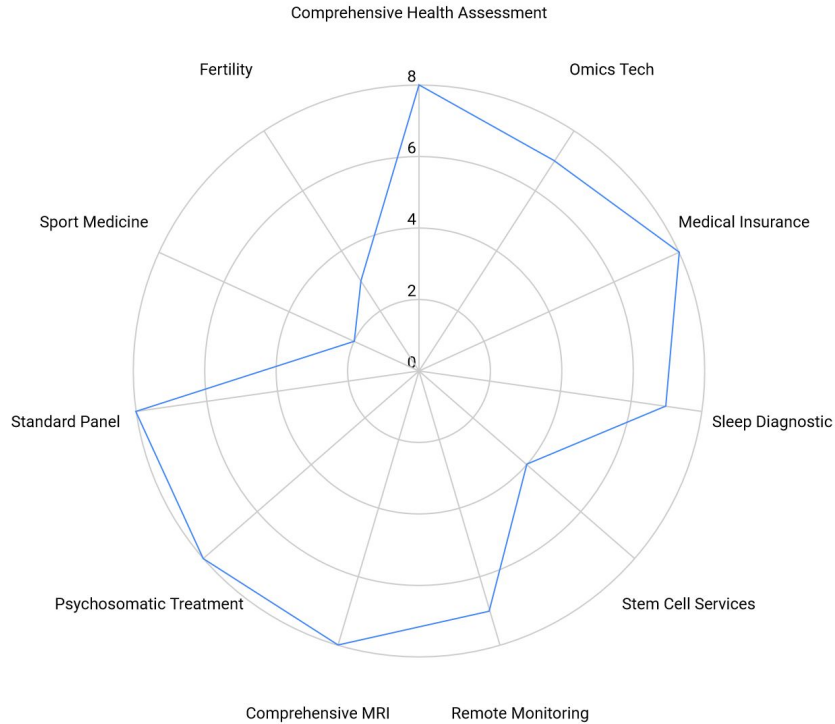 Comprehensive Health Assessment
Fertility
Omics Tech
8
6
Sport Medicine
Medical Insurance
4
2
0
Standard Panel
Sleep Diagnostic
Psychosomatic Treatment
Stem Cell Services
Comprehensive MRI
Remote Monitoring